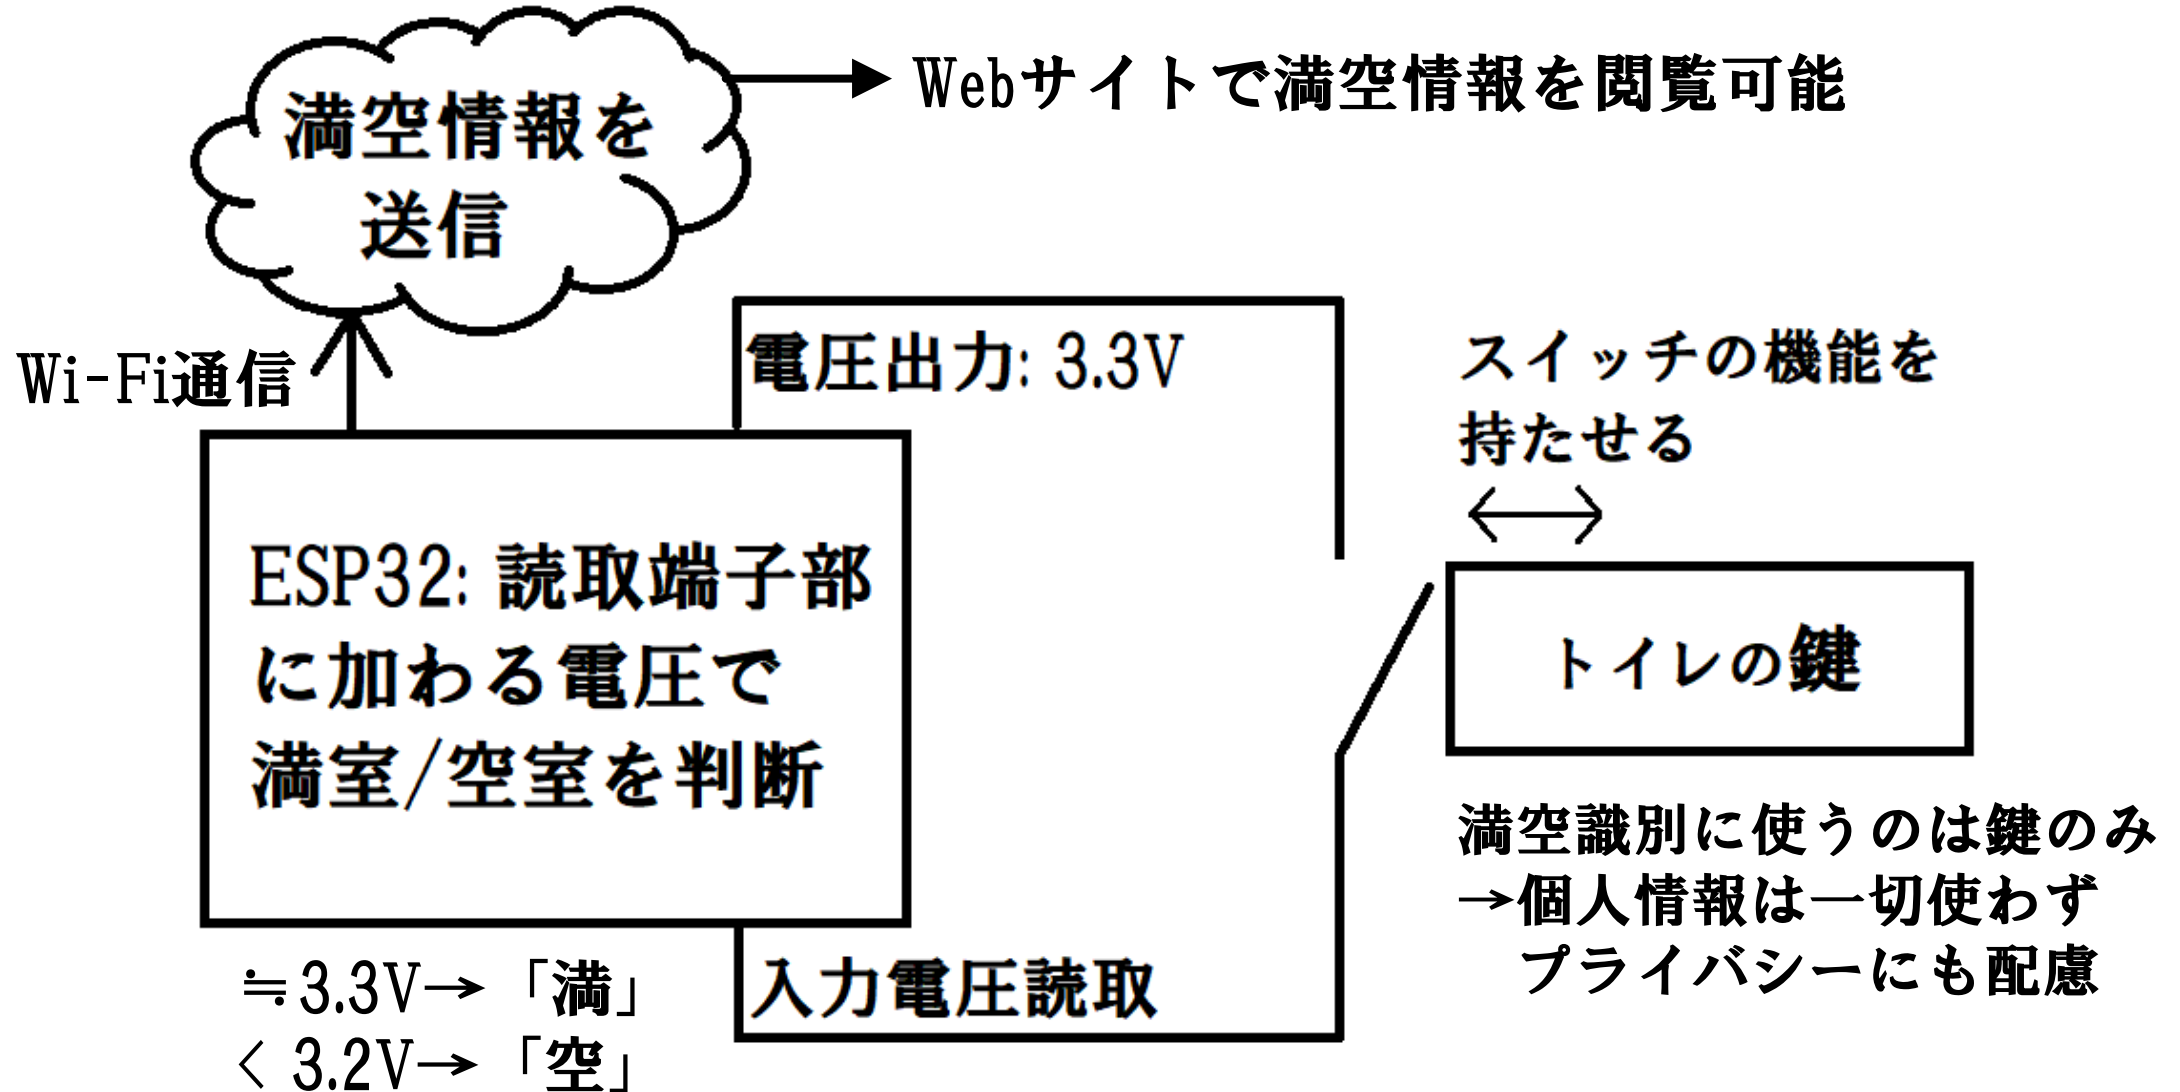 満空情報を
送信
Webサイトで満空情報を閲覧可能
Wi-Fi通信
電圧出力: 3.3V
スイッチの機能を
持たせる
ESP32: 読取端子部
に加わる電圧で
満室/空室を判断
トイレの鍵
満空識別に使うのは鍵のみ
→個人情報は一切使わず
プライバシーにも配慮
入力電圧読取
≒3.3V→「満」
< 3.2V→「空」